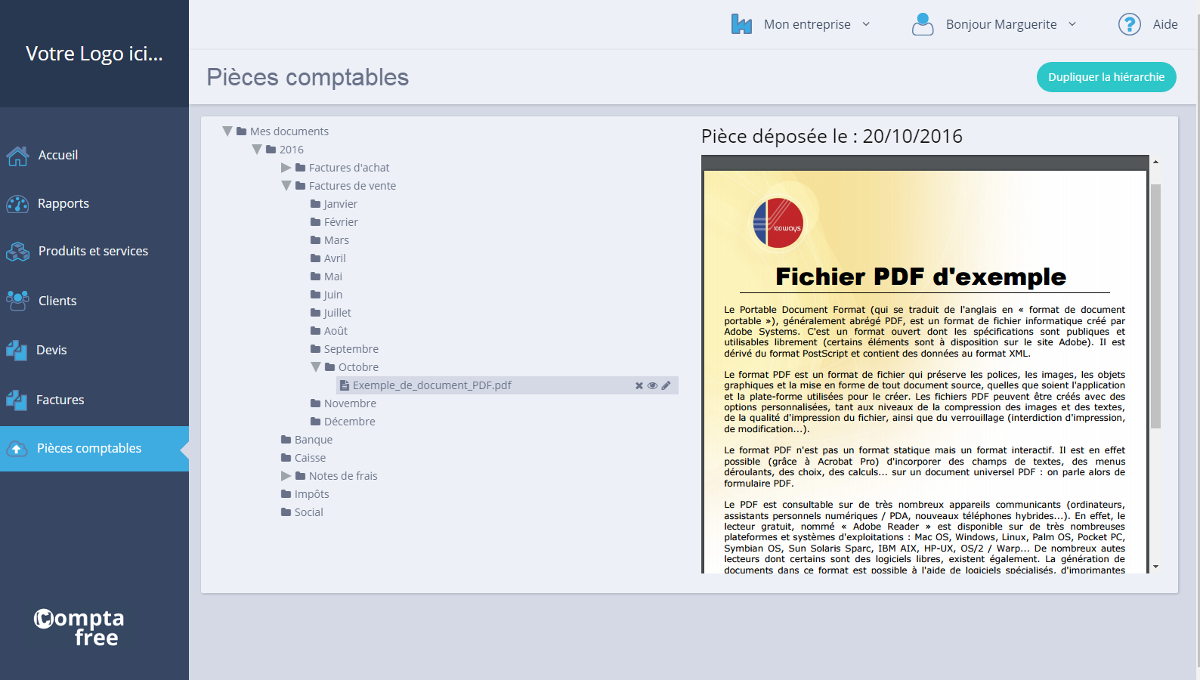 Votre Logo ici...
Mon entreprise
Bonjour Marguerite
Aide
Pièces comptables
Dupliquer la hiérarchie
Accueil
Rapports
Produits et services
Clients
Devis
Factures
Pièces comptables
Compta
free
Mes documents
2016
Factures d'achat
Factures de vente
Janvier
Février
Mars
Avril
Mai
Juin
Juillet
Août
Septembre
Octobre
Exemple_de_document_PDF.pdf
Novembre
Décembre
Banque
Caisse
Notes de frais
Impôts
Social
Pièce déposée le : 20/10/2016
100ways
Fichier PDF d'exemple
Le Portable Document Format (qui se traduit de l'anglais en « format de document
portable »), généralement abrégé PDF, est un format de fichier informatique créé par
Adobe Systems. C'est un format ouvert dont les spécifications sont publiques et
utilisables librement (certains éléments sont à disposition sur le site Adobe). Il est
dérivé du format PostScript et contient des données au format XML.
Le format PDF est un format de fichier qui préserve les polices, les images, les objets
graphiques et la mise en forme de tout document source, quelles que soient l'application
et la plate-forme utilisées pour le créer. Les fichiers PDF peuvent être créés avec des
options personnalisées, tant aux niveaux de la compression des images et des textes,
de la qualité d'impression du fichier, ainsi que du verrouillage (interdiction d'impression,
de modification...).
Le format PDF n'est pas un format statique mais un format interactif. Il est en effet
possible (grâce à Acrobat Pro) d'incorporer des champs de textes, des menus
déroulants, des choix, des calculs... sur un document universel PDF : on parle alors de
formulaire PDF.
Le PDF est consultable sur de très nombreux appareils communicants (ordinateurs,
assistants personnels numériques / PDA, nouveaux téléphones hybrides...). En effet, le
lecteur gratuit, nommé « Adobe Reader » est disponible sur de très nombreuses
plateformes et systèmes d'exploitations : Mac OS, Windows, Linux, Palm OS, Pocket PC,
Symbian OS, Sun Solaris Sparc, IBM AIX, HP-UX, OS/2 / Warp... De nombreux autes
lecteurs dont certains sont des logiciels libres, existent également. La génération de
documents dans ce format est possible à l'aide de logiciels spécialisés, d'imprimantes